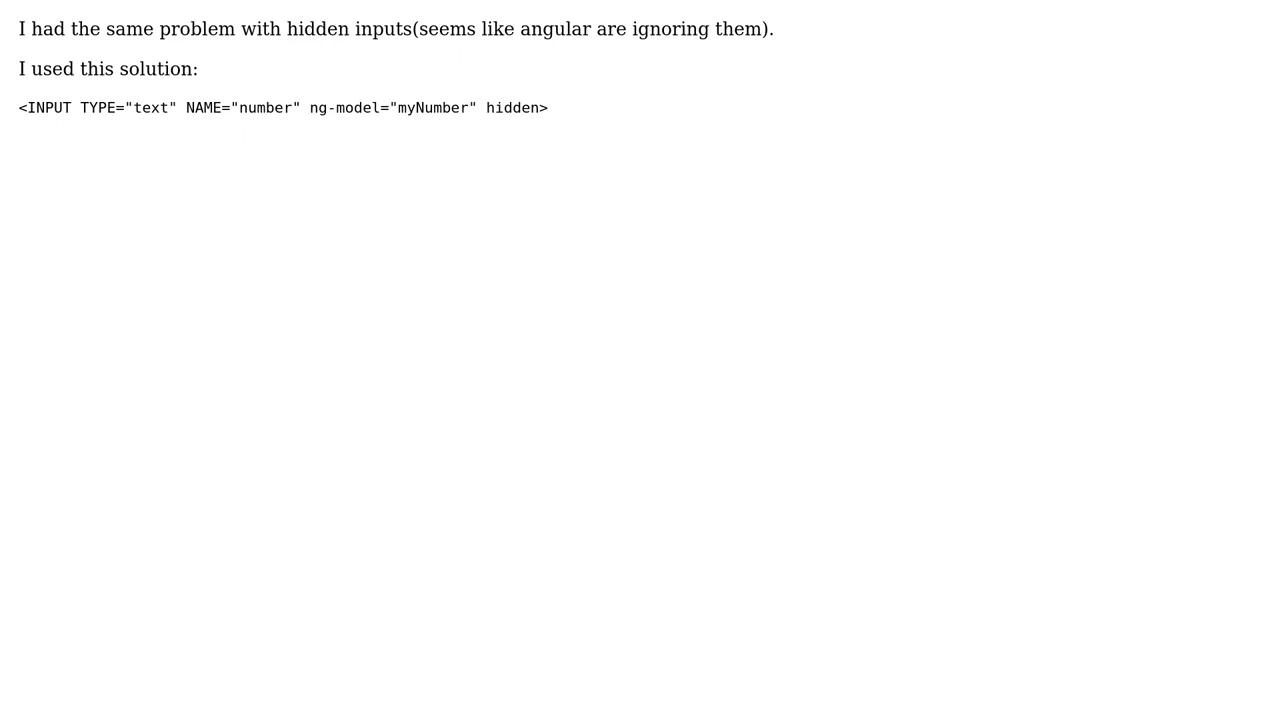 I had the same problem with hidden inputs(seems like angular are ignoring them).
I used this solution:
<INPUT TYPE="text" NAME="number" ng-model="myNumber" hidden>